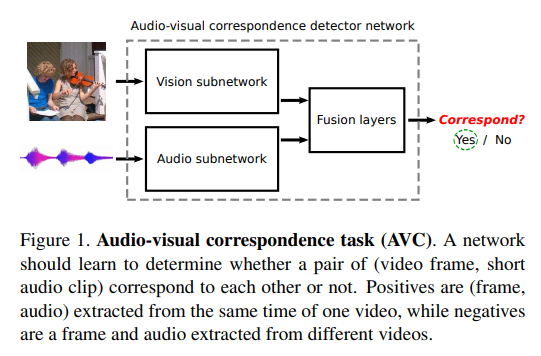 Audio-visual correspondence detector network
Vision subnetwork
Audio subnetwork
Fusion layers
Correspond?
Yes / No
Figure 1. Audio-visual correspondence task (AVC). A network
should learn to determine whether a pair of (video frame, short
audio clip) correspond to each other or not. Positives are (frame,
audio) extracted from the same time of one video, while negatives
are a frame and audio extracted from different videos.